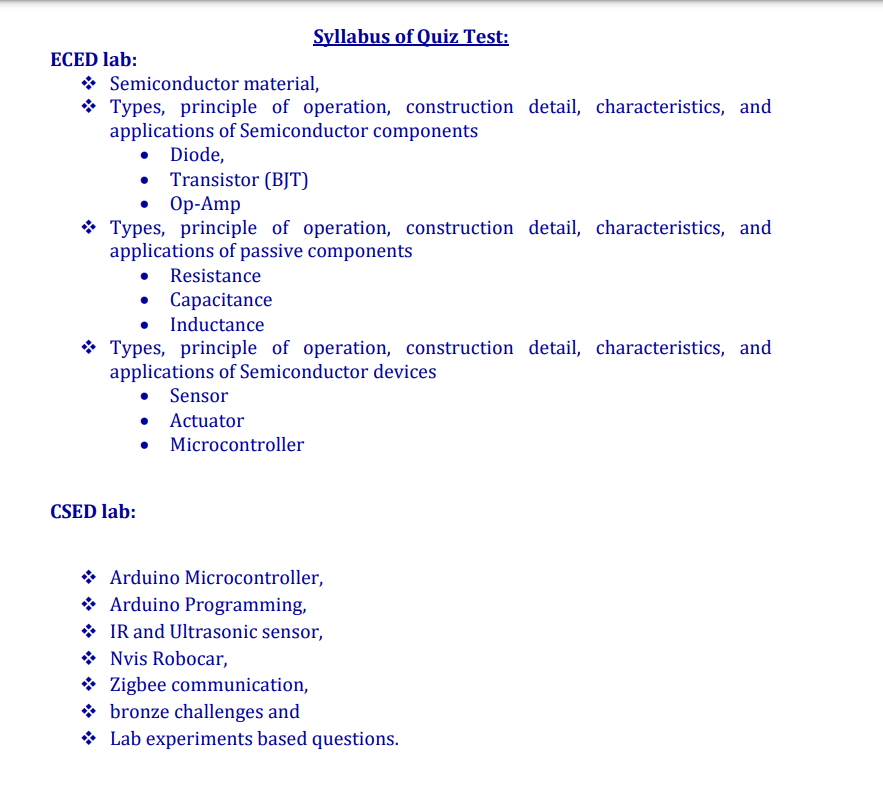 Syllabus of Quiz Test:
ECED lab:
❖ Semiconductor material,
❖ Types, principle of operation, construction detail, characteristics, and
applications of Semiconductor components
• Diode,
• Transistor (BJT)
• Op-Amp
❖ Types, principle of operation, construction detail, characteristics, and
applications of passive components
• Resistance
• Capacitance
• Inductance
❖ Types, principle of operation, construction detail, characteristics, and
applications of Semiconductor devices
• Sensor
• Actuator
• Microcontroller
CSED lab:
❖ Arduino Microcontroller,
❖ Arduino Programming,
❖ IR and Ultrasonic sensor,
❖ Nvis Robocar,
❖ Zigbee communication,
❖ bronze challenges and
❖ Lab experiments based questions.